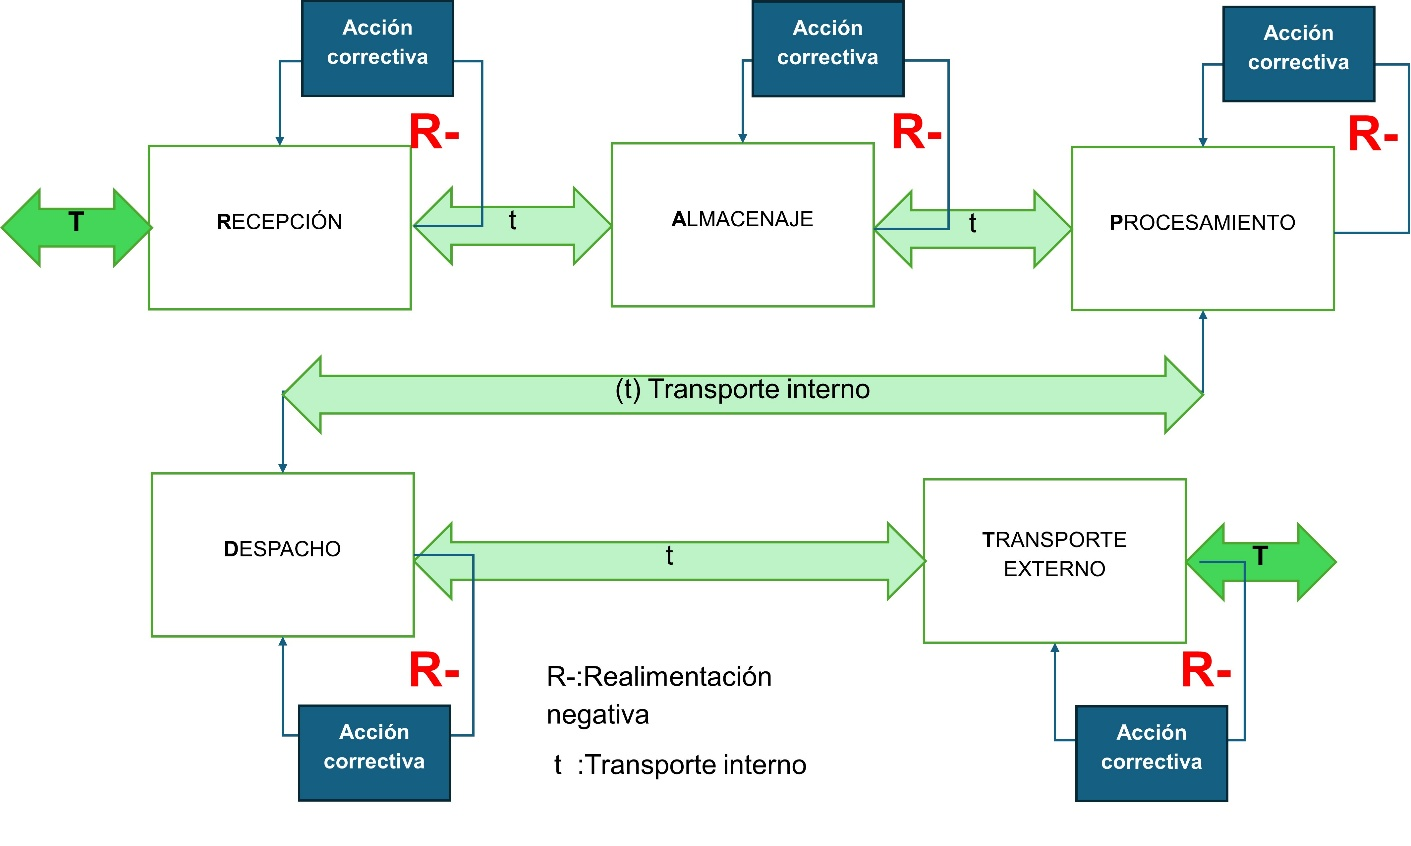 Acción
correctiva
Acción
correctiva
Acción
correctiva
R-
R-
R-
T
RECEPCIÓN
t
ALMACENAJE
t
PROCESAMIENTO
(t) Transporte interno
DESPACHO
t
TRANSPORTE
EXTERNO
T
R-
R-
R-:Realimentación
negativa
t :Transporte interno
Acción
correctiva
Acción
correctiva